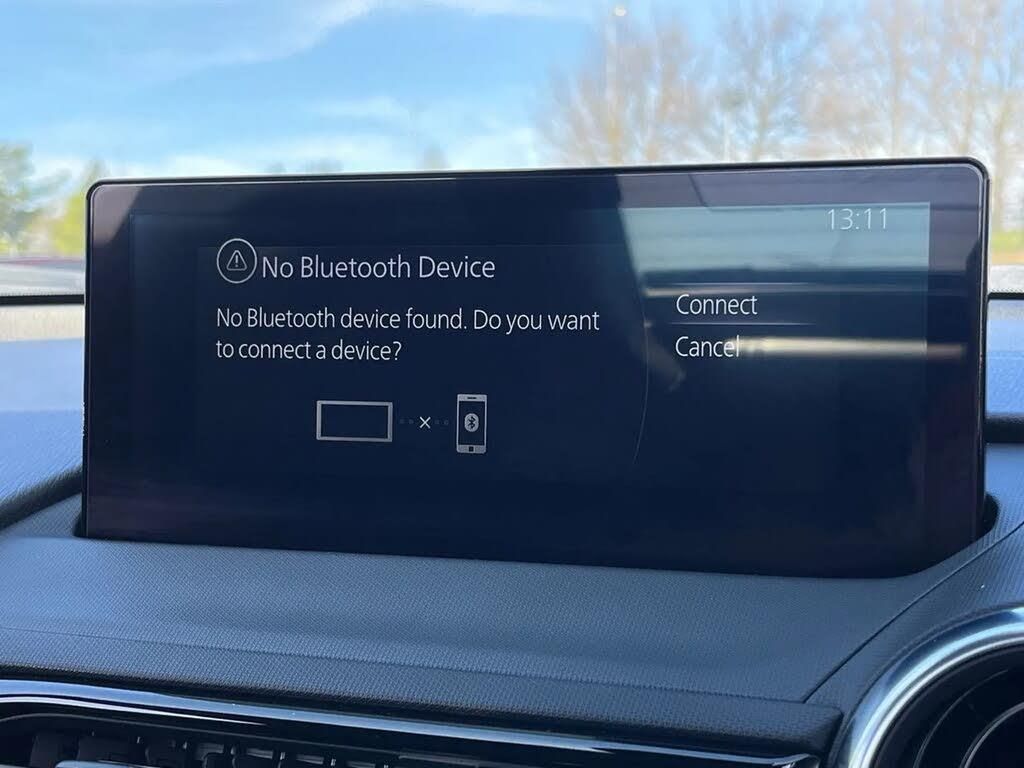 13:11
No Bluetooth Device
No Bluetooth device found. Do you want
to connect a device?
Connect
Cancel